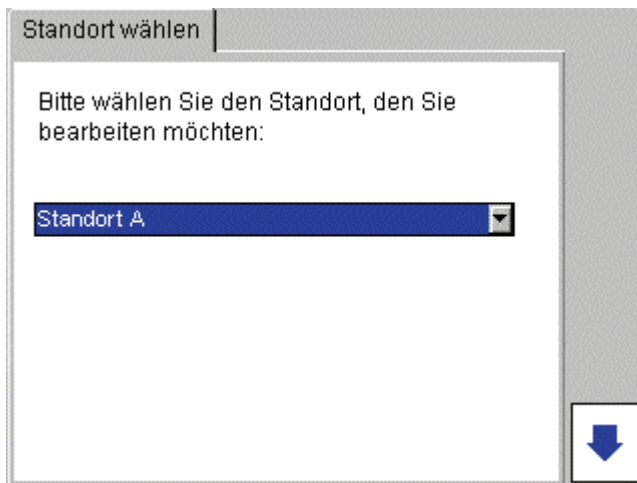 Standort wählen
Bitte wählen Sie den Standort, den Sie
bearbeiten möchten:
Standort A